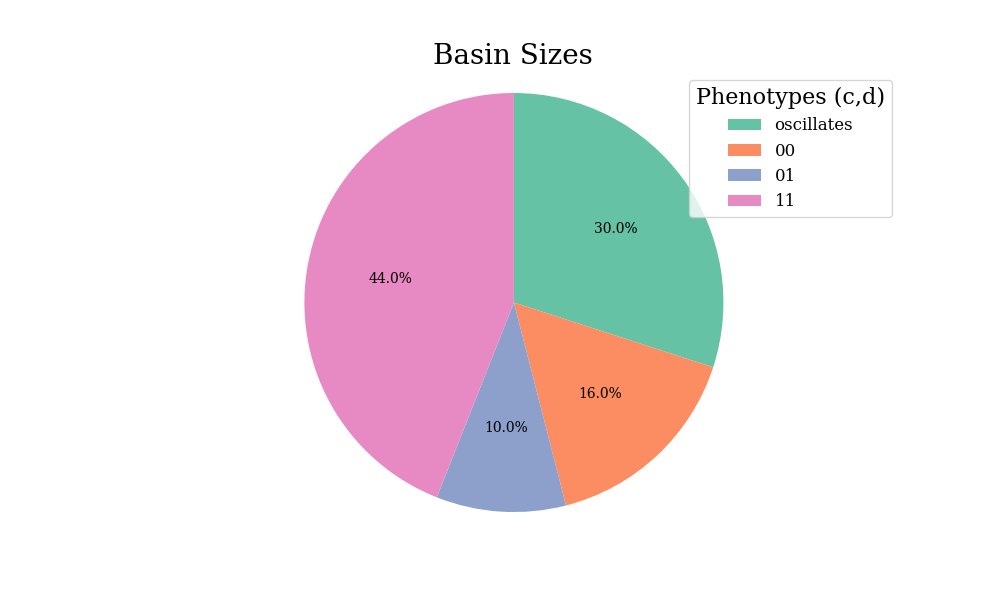 Basin Sizes
Phenotypes (c,d)
oscillates
00
01
11
30.0%
44.0%
16.0%
10.0%